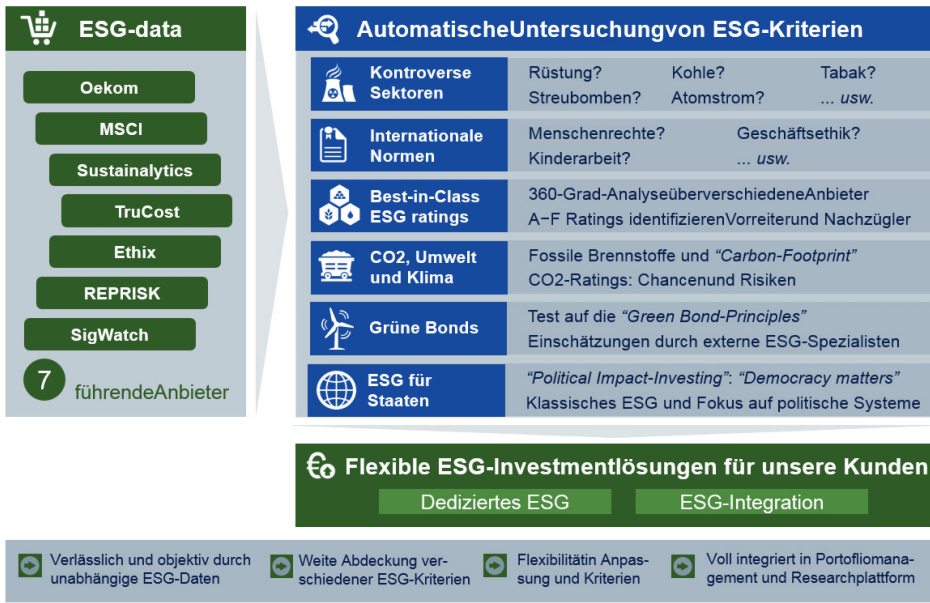 ESG-data
Oekom
MSCI
Sustainalytics
TruCost
Ethix
REPRISK
SigWatch
7
führendeAnbieter
AutomatischeUntersuchungvon ESG-Kriterien
Kontroverse
Sektoren
Rüstung? Kohle? Tabak?
Streubomben? Atomstrom? ... usw.
Internationale
Normen
Menschenrechte? Geschäftsethik?
Kinderarbeit? ... usw.
Best-in-Class
ESG ratings
360-Grad-AnalyseüberverschiedeneAnbieter
A–F Ratings identifizierenVorreiterund Nachzügler
CO2, Umwelt
und Klima
Fossile Brennstoffe und “Carbon-Footprint”
CO2-Ratings: Chancenund Risiken
Grüne Bonds
Test auf die “Green Bond-Principles”
Einschätzungen durch externe ESG-Spezialisten
ESG für
Staaten
“Political Impact-Investing”: “Democracy matters”
Klassisches ESG und Fokus auf politische Systeme
Flexible ESG-Investmentlösungen für unsere Kunden
Dediziertes ESG
ESG-Integration
Verlässlich und objektiv durch
unabhängige ESG-Daten
Weite Abdeckung ver-
schiedener ESG-Kriterien
Flexibilitätin Anpas-
sung und Kriterien
Voll integriert in Portofliomana-
gement und Researchplattform